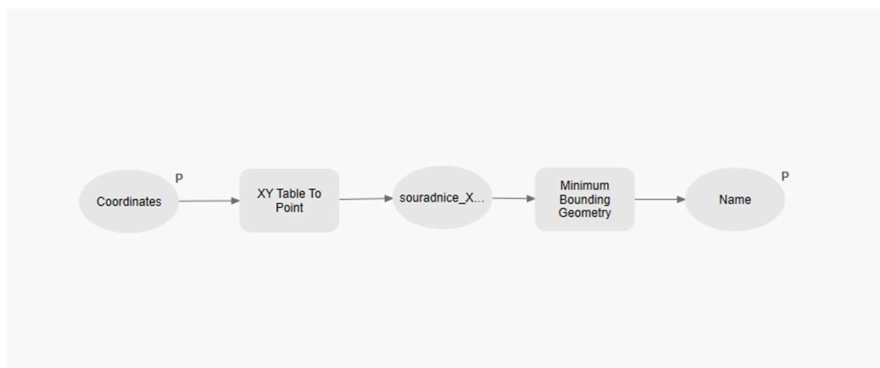 P
P
Coordinates
XY Table To
Point
souradnice_X...
Minimum
Bounding
Geometry
Name